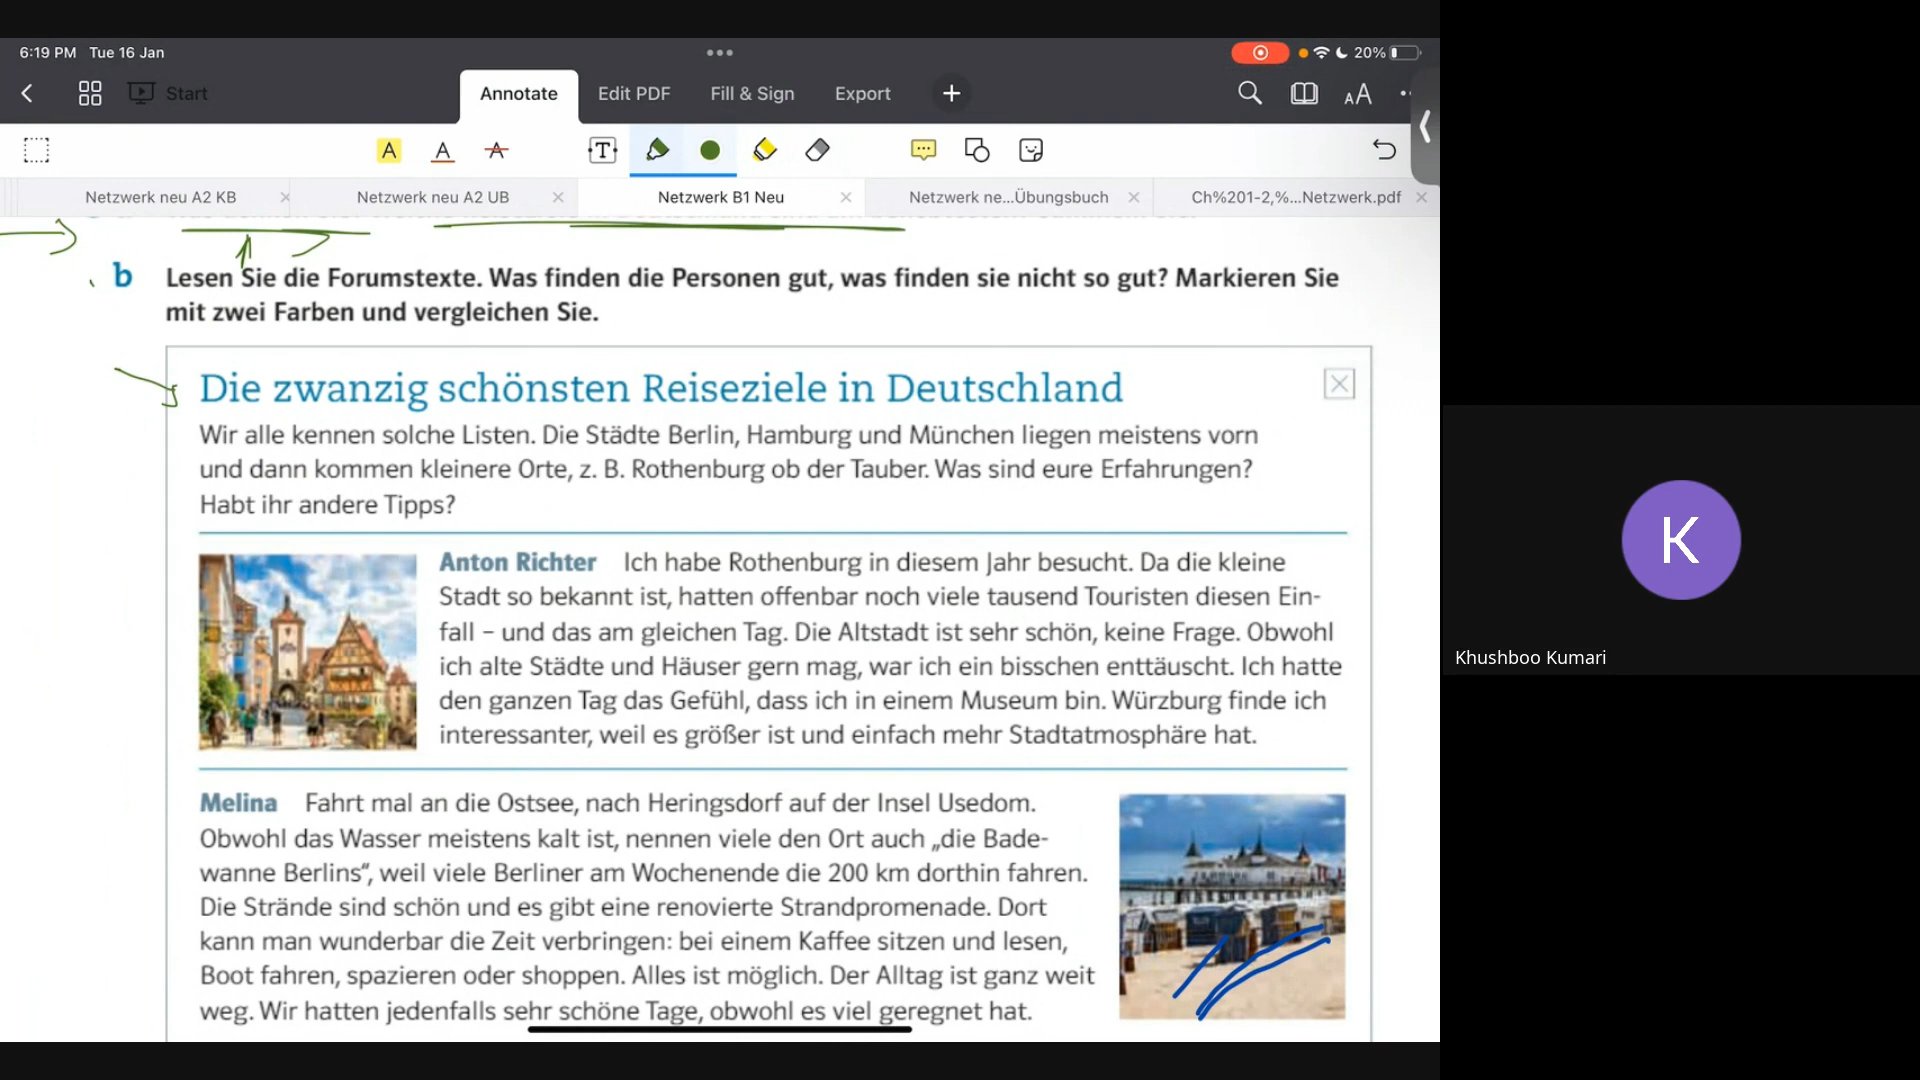 6:19 PM Tue 16 Jan
20%
Start
Annotate
Edit PDF
Fill & Sign
Export
Netzwerk neu A2 KB
Netzwerk neu A2 UB
Netzwerk B1 Neu
Netzwerk ne...Übungsbuch
Ch%201-2,%...Netzwerk.pdf
b Lesen Sie die Forumstexte. Was finden die Personen gut, was finden sie nicht so gut? Markieren Sie
mit zwei Farben und vergleichen Sie.
Die zwanzig schönsten Reiseziele in Deutschland
Wir alle kennen solche Listen. Die Städte Berlin, Hamburg und München liegen meistens vorn
und dann kommen kleinere Orte, z. B. Rothenburg ob der Tauber. Was sind eure Erfahrungen?
Habt ihr andere Tipps?
Anton Richter Ich habe Rothenburg in diesem Jahr besucht. Da die kleine
Stadt so bekannt ist, hatten offenbar noch viele tausend Touristen diesen Ein-
fall – und das am gleichen Tag. Die Altstadt ist sehr schön, keine Frage. Obwohl
ich alte Städte und Häuser gern mag, war ich ein bisschen enttäuscht. Ich hatte
den ganzen Tag das Gefühl, dass ich in einem Museum bin. Würzburg finde ich
interessanter, weil es größer ist und einfach mehr Stadtatmosphäre hat.
Melina Fahrt mal an die Ostsee, nach Heringsdorf auf der Insel Usedom.
Obwohl das Wasser meistens kalt ist, nennen viele den Ort auch „die Bade-
wanne Berlins“, weil viele Berliner am Wochenende die 200 km dorthin fahren.
Die Strände sind schön und es gibt eine renovierte Strandpromenade. Dort
kann man wunderbar die Zeit verbringen: bei einem Kaffee sitzen und lesen,
Boot fahren, spazieren oder shoppen. Alles ist möglich. Der Alltag ist ganz weit
weg. Wir hatten jedenfalls sehr schöne Tage, obwohl es viel geregnet hat.
K
Khushboo Kumari